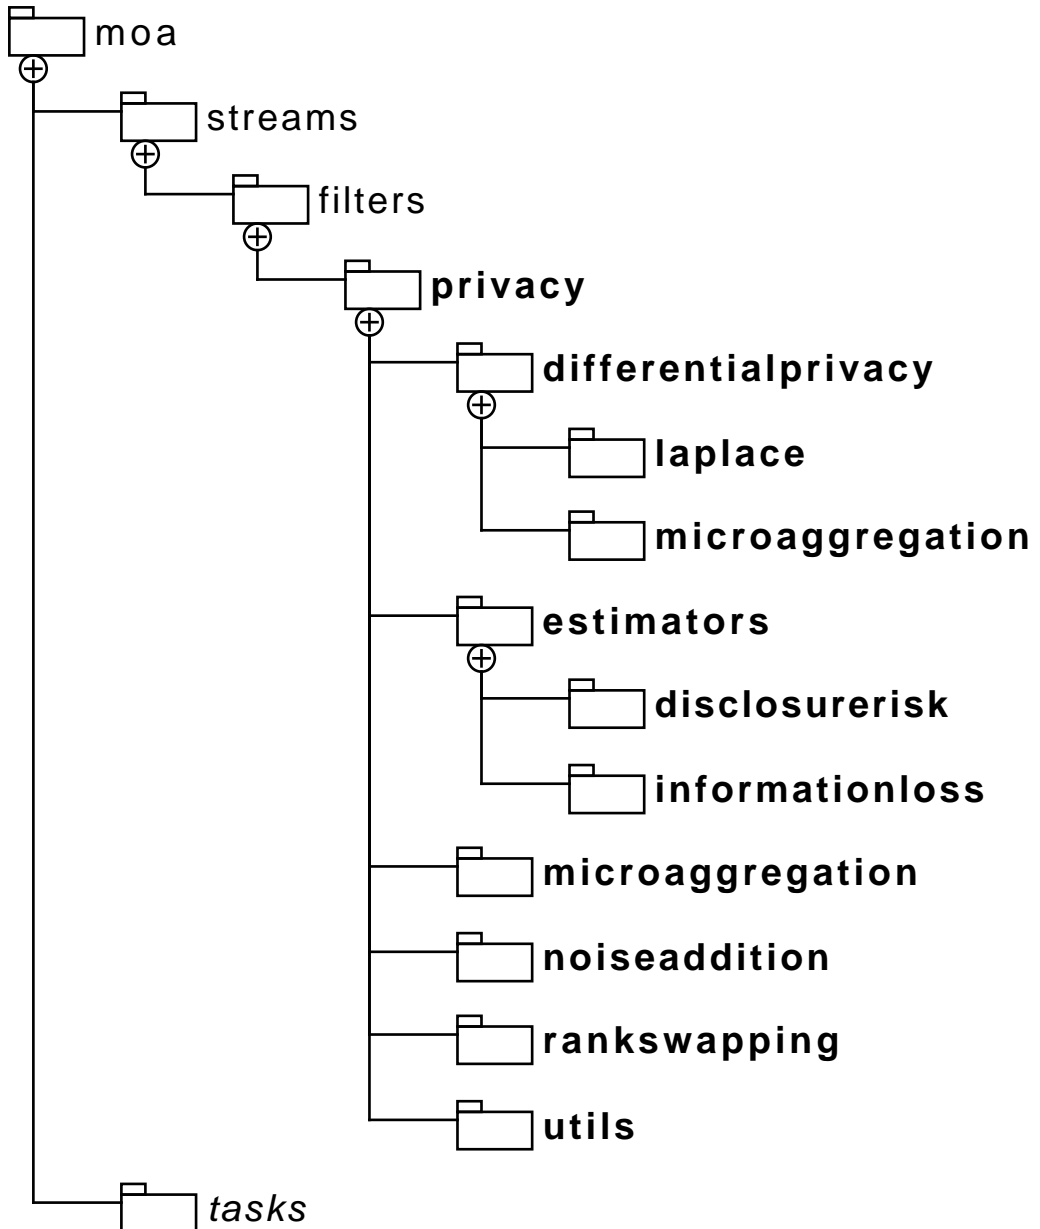 moa
streams
filters
privacy
differentialprivacy
laplace
microaggregation
estimators
disclosurerisk
informationloss
microaggregation
noiseaddition
rankswapping
utils
tasks